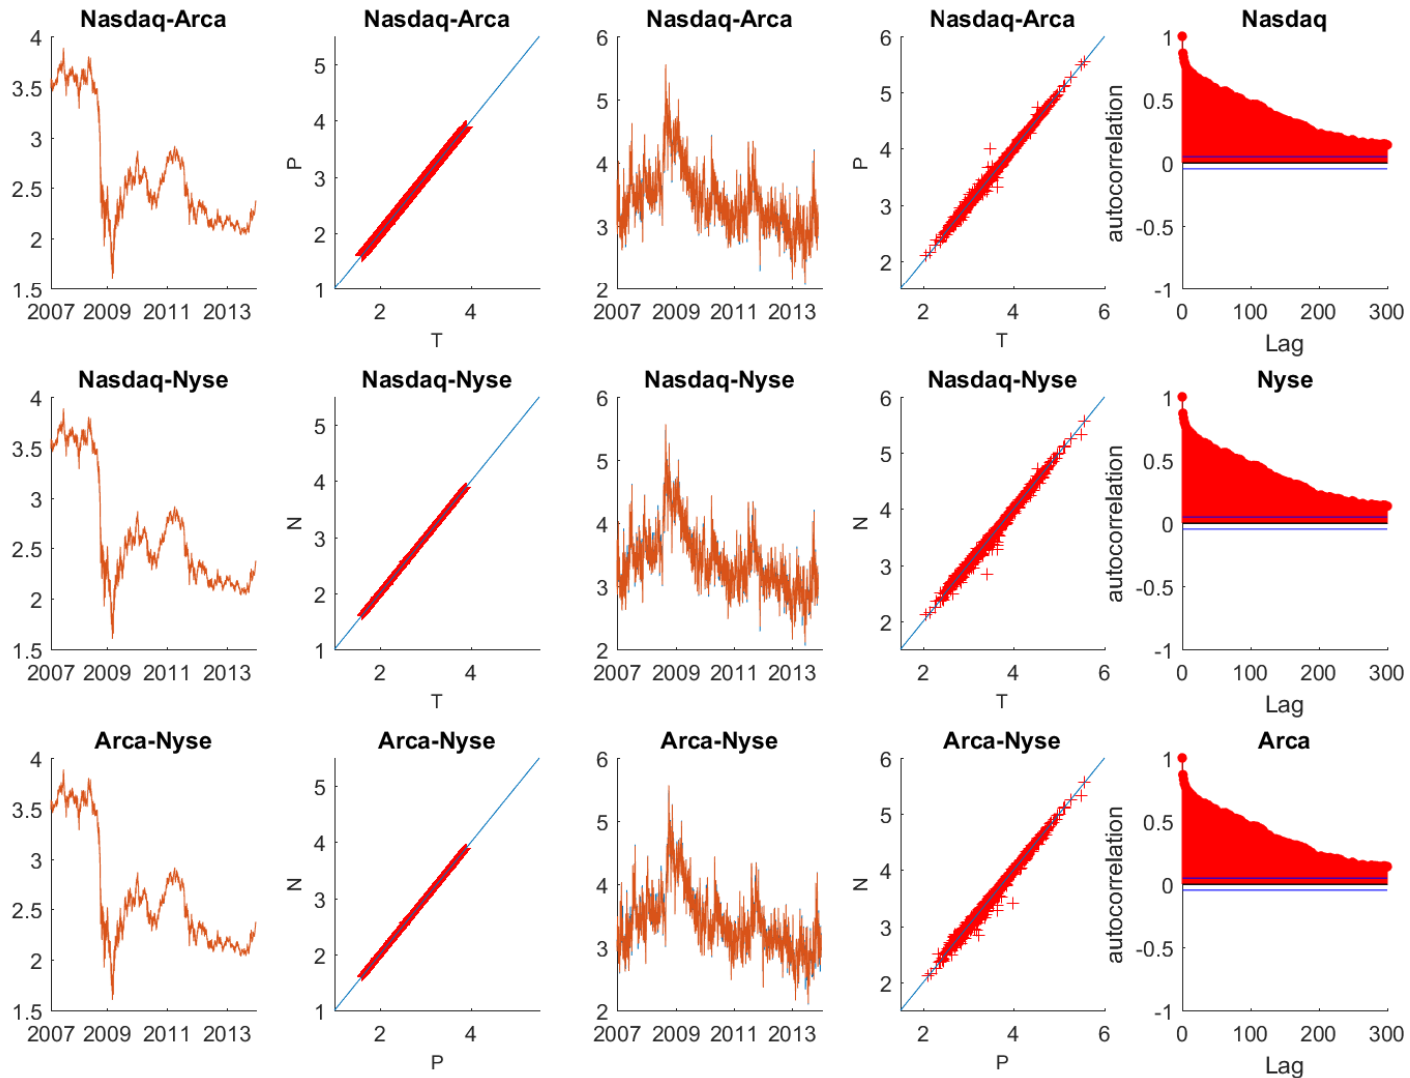 Nasdaq-Arca Nasdaq-Arca Nasdaq-Arca Nasdaq-Arca Nasdaq
4 3.5 3 2.5 2 1.5
2007 2009 2011 2013
P
5 4 3 2 1
2 4
T
6 5 4 3 2
2007 2009 2011 2013
P
6 5 4 3 2
2 4 6
T
autocorrelation
1 0.5 0 -0.5 -1
0 100 200 300
Lag
Nasdaq-Nyse Nasdaq-Nyse Nasdaq-Nyse Nasdaq-Nyse Nyse
4 3.5 3 2.5 2 1.5
2007 2009 2011 2013
N
5 4 3 2 1
2 4
T
6 5 4 3 2
2007 2009 2011 2013
N
6 5 4 3 2
2 4 6
T
autocorrelation
1 0.5 0 -0.5 -1
0 100 200 300
Lag
Arca-Nyse Arca-Nyse Arca-Nyse Arca-Nyse Arca
4 3.5 3 2.5 2 1.5
2007 2009 2011 2013
N
5 4 3 2 1
2 4
P
6 5 4 3 2
2007 2009 2011 2013
N
6 5 4 3 2
2 4 6
P
autocorrelation
1 0.5 0 -0.5 -1
0 100 200 300
Lag